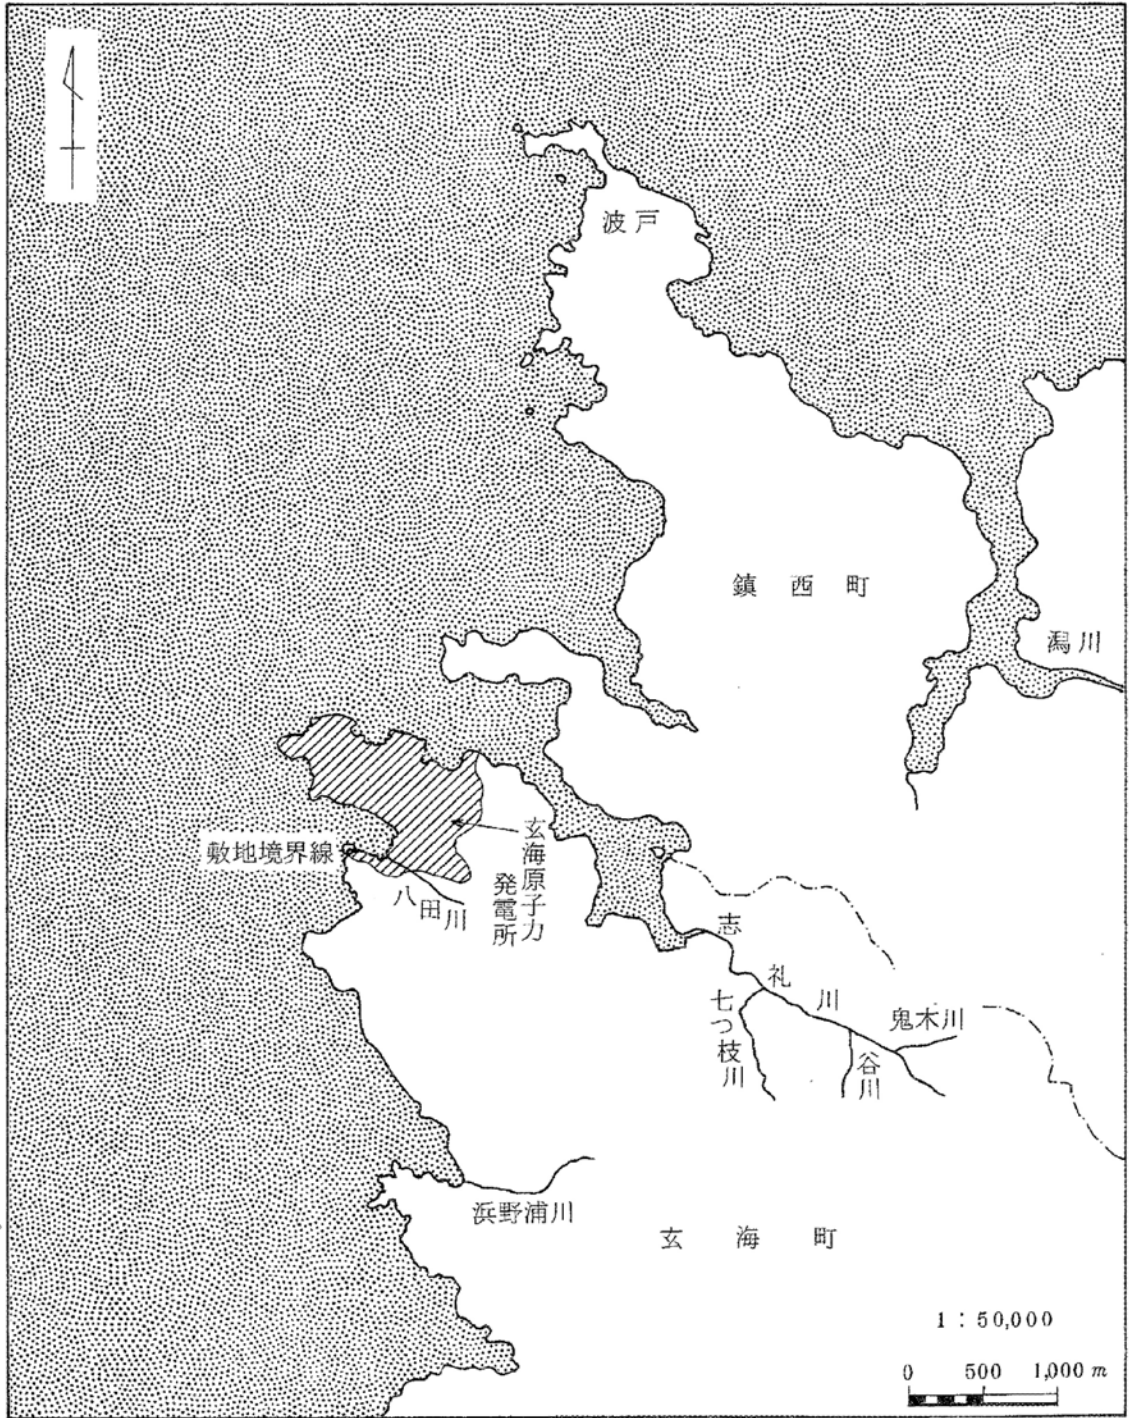 波戸
鎮西町
潟川
敷地境界線
玄海原子力
発電所
八田川
志礼川
七つ枝川
谷川
鬼木川
浜野浦川
玄海町
1：50,000
0 500 1,000 m